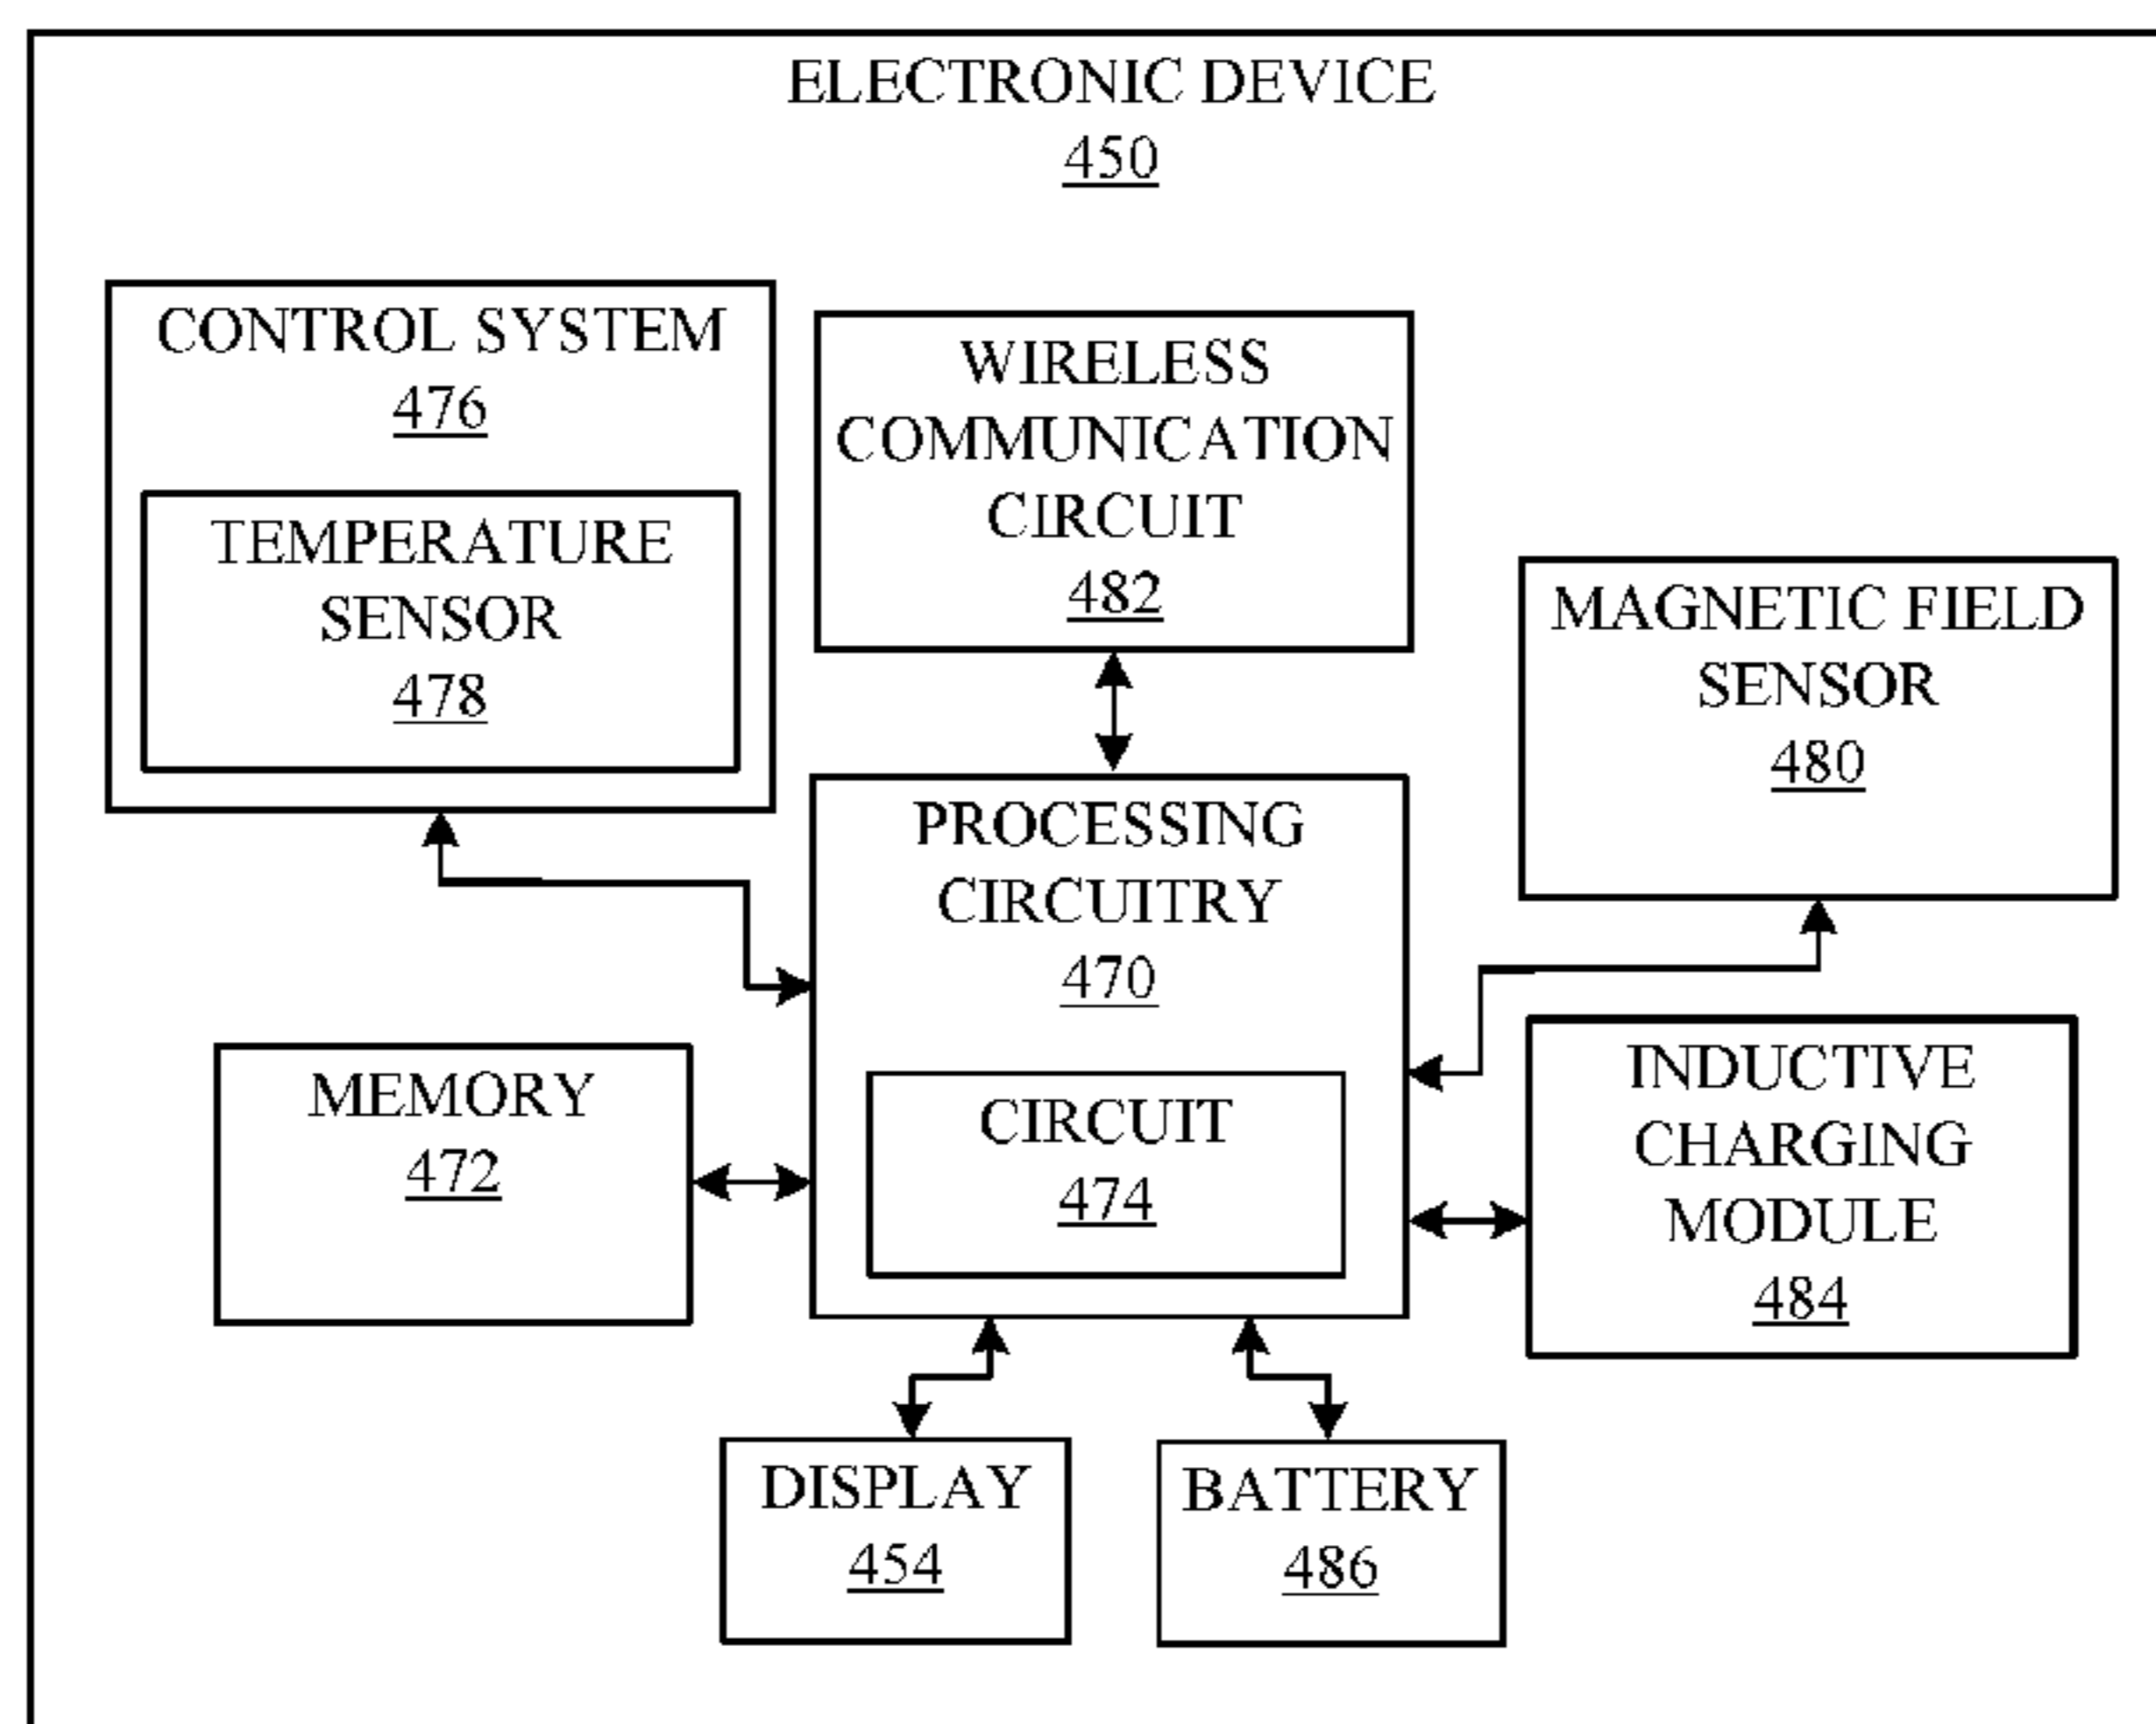 ELECTRONIC DEVICE
450
CONTROL SYSTEM
476
TEMPERATURE
SENSOR
478
WIRELESS
COMMUNICATION
CIRCUIT
482
MAGNETIC FIELD
SENSOR
480
PROCESSING
CIRCUITRY
470
CIRCUIT
474
MEMORY
472
INDUCTIVE
CHARGING
MODULE
484
DISPLAY
454
BATTERY
486